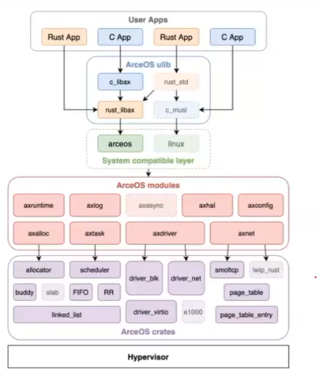 User Apps
Rust App
C App
Rust App
C App
ArceOS ulib
c_libax
rust_std
rust_libax
c_musl
arceos
linux
System compatible layer
ArceOS modules
axruntime
axlog
axasync
axhal
axconfig
axalloc
axtask
axdriver
axnet
allocator
scheduler
driver_blk
driver_net
smoltcp
lwip_rust
buddy
slab
FIFO
RR
page_table
linked_list
driver_virtio
e1000
page_table_entry
ArceOS crates
Hypervisor